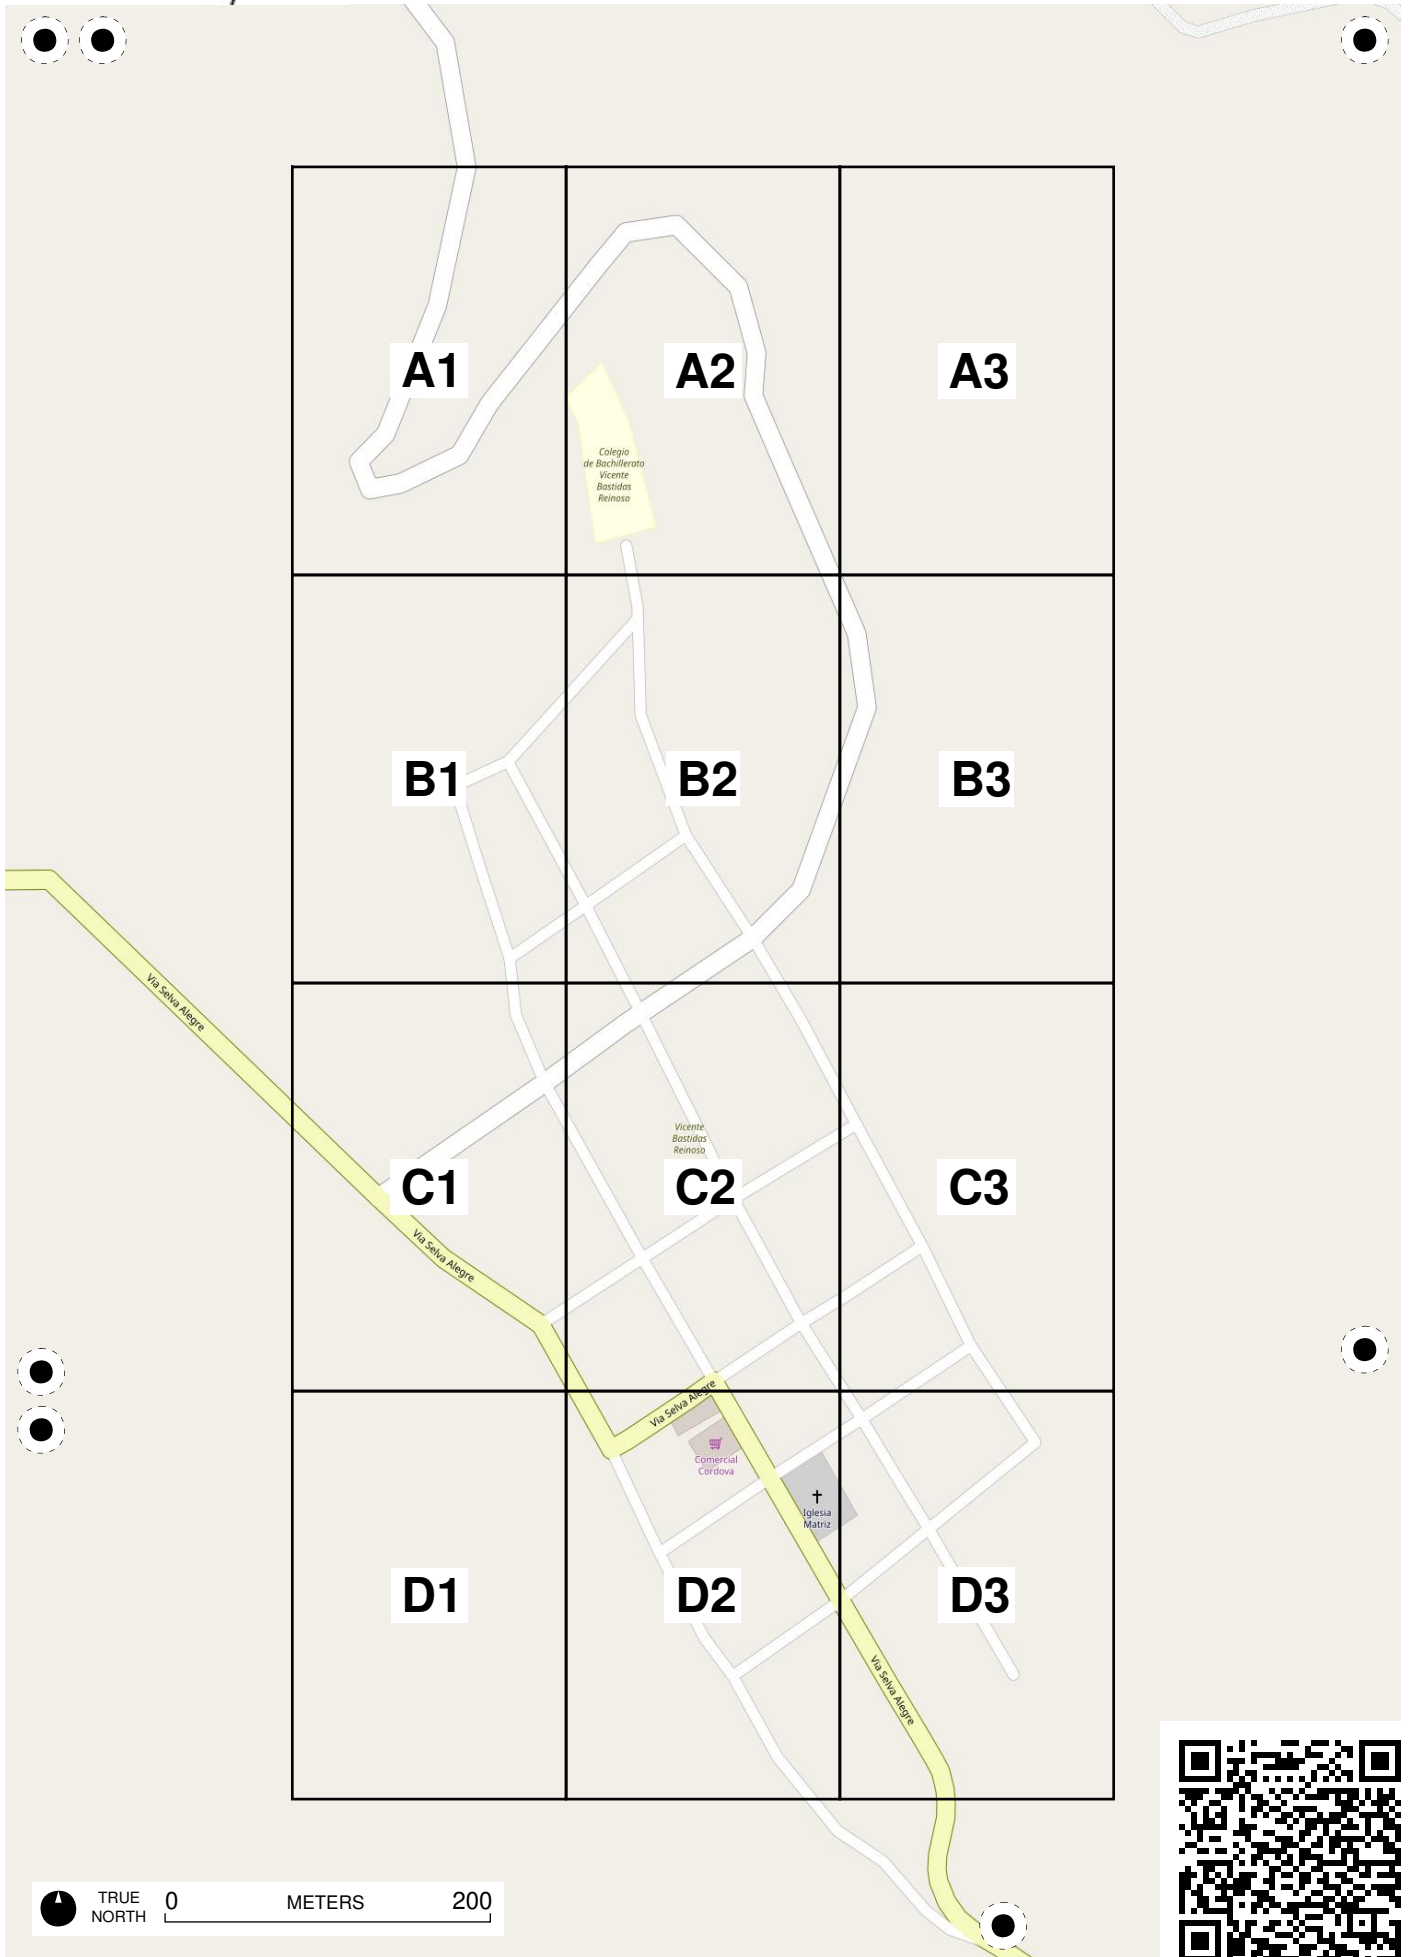 A1
A2
A3
Colegio
de Bachillerato
Vicente
Bastidas
Reinoso
B1
B2
B3
Via Selva Alegre
Vicente
Bastidas
Reinoso
C1
C2
C3
Via Selva Alegre
Via Selva Alegre
Comercial
Cordova
Iglesia
Matriz
D1
D2
D3
Via Selva Alegre
TRUE
NORTH
0 METERS 200